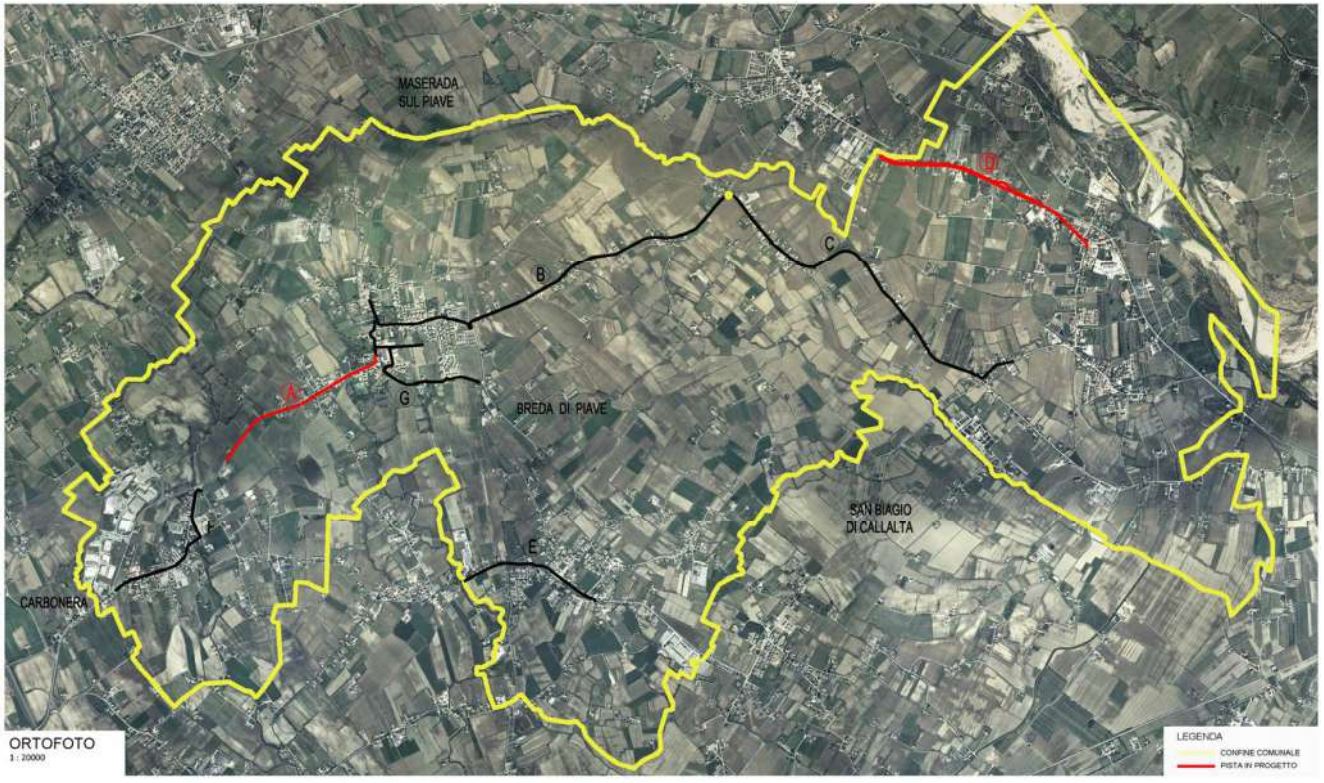 MASERADA
SUL PIAVE
D
C
B
A
G
BREDA DI PIAVE
SAN BIAGIO
DI CALLALTA
F
E
CARBONERA
ORTOFOTO
1 : 20000
LEGENDA
CONFINE COMUNALE
PISTA IN PROGETTO